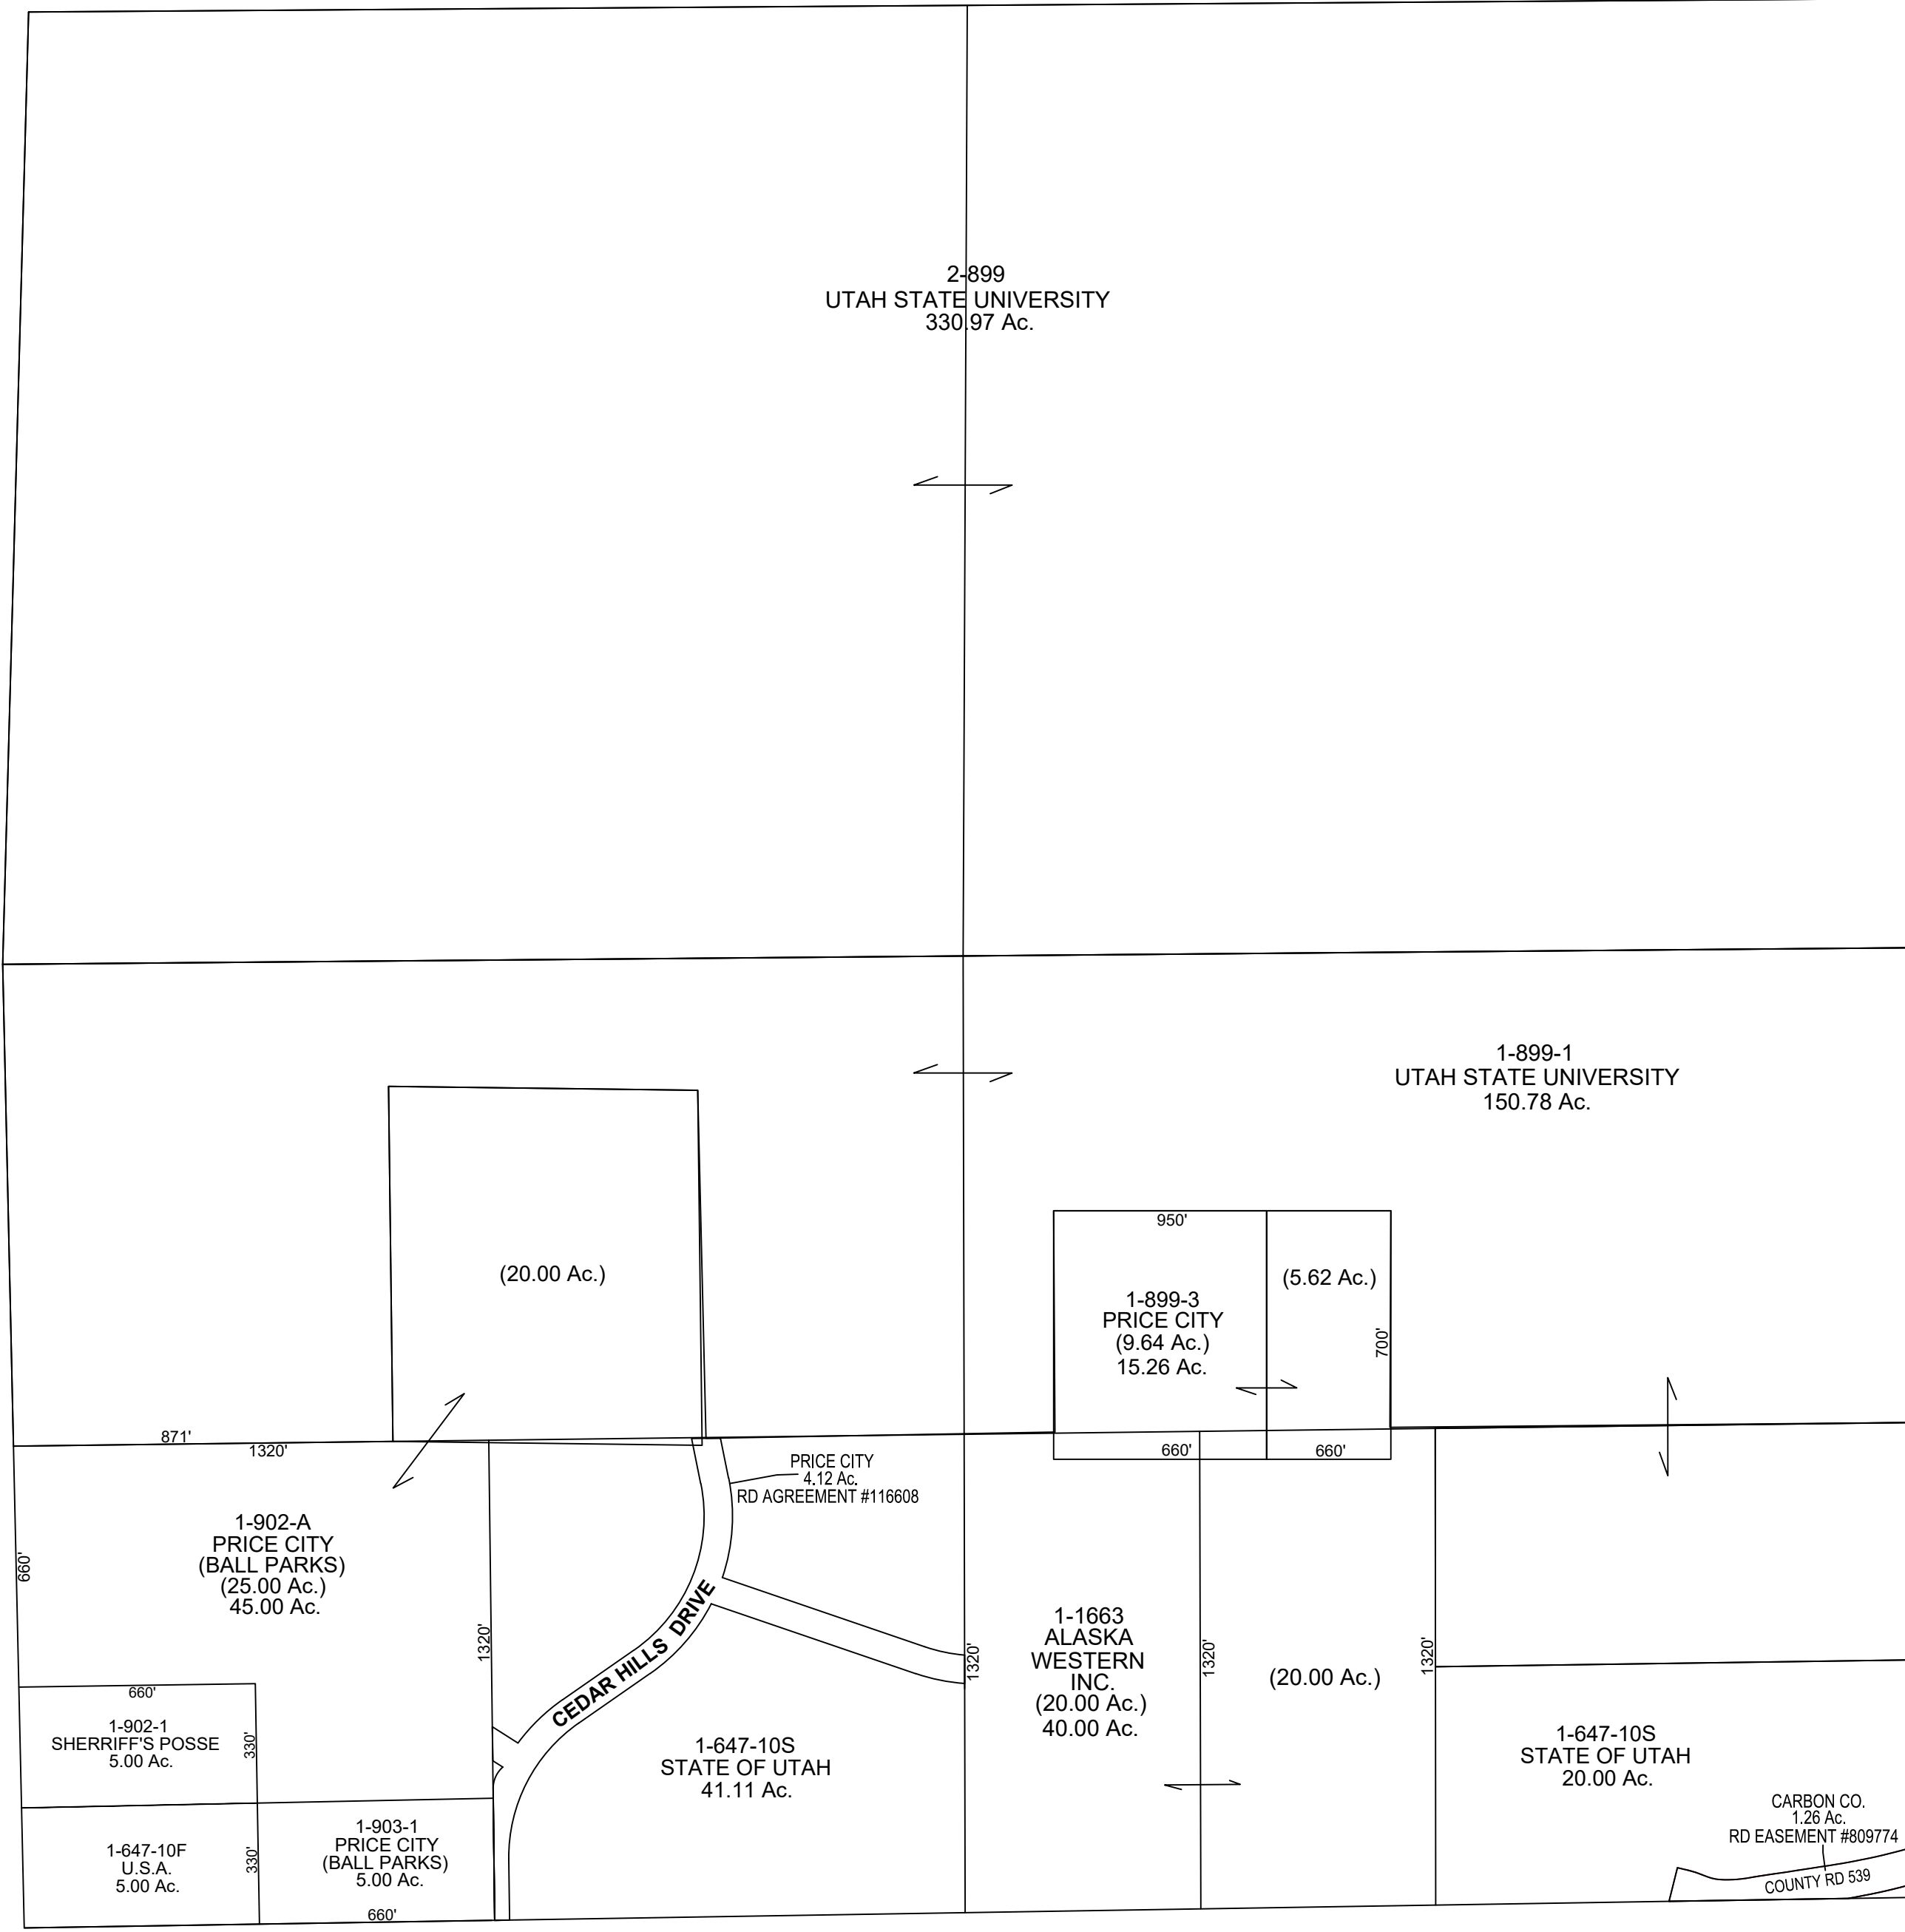 2-899
UTAH STATE UNIVERSITY
330.97 Ac.
1-899-1
UTAH STATE UNIVERSITY
150.78 Ac.
(20.00 Ac.)
950'
1-899-3
PRICE CITY
(9.64 Ac.)
15.26 Ac.
(5.62 Ac.)
700'
871'
1320'
660'
660'
PRICE CITY
4.12 Ac.
RD AGREEMENT #116608
1-902-A
PRICE CITY
(BALL PARKS)
(25.00 Ac.)
45.00 Ac.
660'
1320'
CEDAR HILLS DRIVE
1320'
1-1663
ALASKA
WESTERN
INC.
(20.00 Ac.)
40.00 Ac.
1320'
(20.00 Ac.)
1320'
660'
1-902-1
SHERRIFF'S POSSE
5.00 Ac.
330'
1-647-10S
STATE OF UTAH
41.11 Ac.
1-647-10S
STATE OF UTAH
20.00 Ac.
1-647-10F
U.S.A.
5.00 Ac.
330'
1-903-1
PRICE CITY
(BALL PARKS)
5.00 Ac.
660'
CARBON CO.
1.26 Ac.
RD EASEMENT #809774
COUNTY RD 539